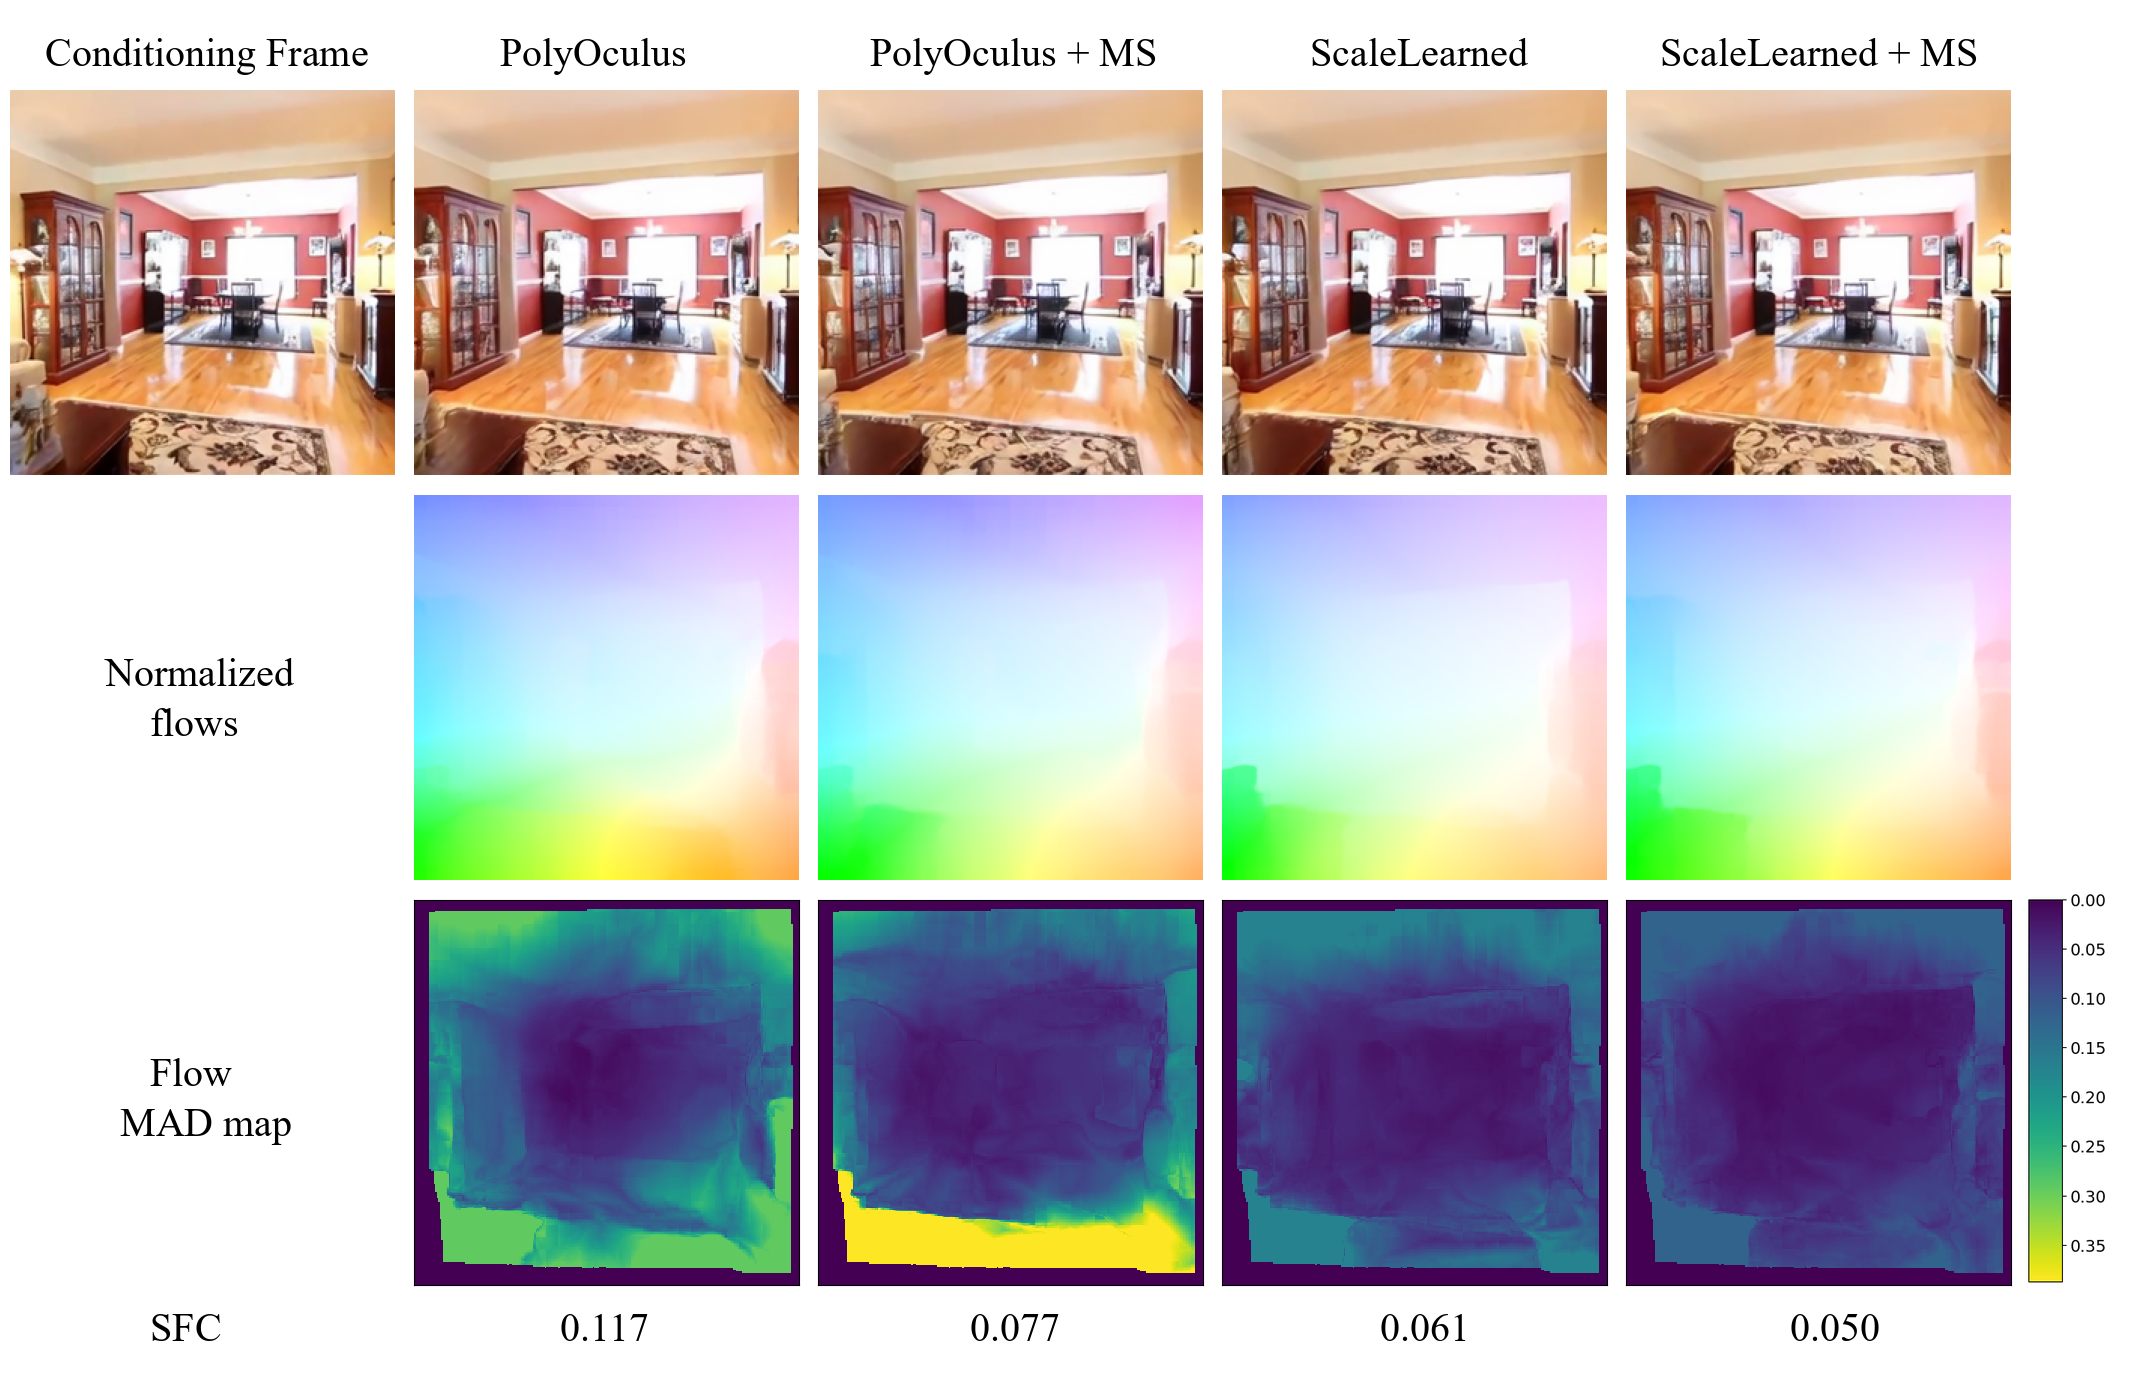 Conditioning Frame
PolyOculus
PolyOculus + MS
ScaleLearned
ScaleLearned + MS
Normalized
flows
Flow
MAD map
0.00
0.05
0.10
0.15
0.20
0.25
0.30
0.35
SFC
0.117
0.077
0.061
0.050